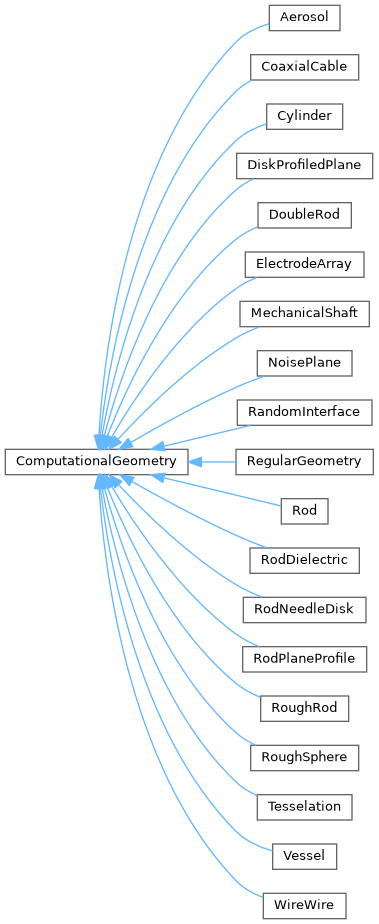 Aerosol
CoaxialCable
Cylinder
DiskProfiledPlane
DoubleRod
ElectrodeArray
MechanicalShaft
NoisePlane
RandomInterface
ComputationalGeometry
RegularGeometry
Rod
RodDielectric
RodNeedleDisk
RodPlaneProfile
RoughRod
RoughSphere
Tesselation
Vessel
WireWire